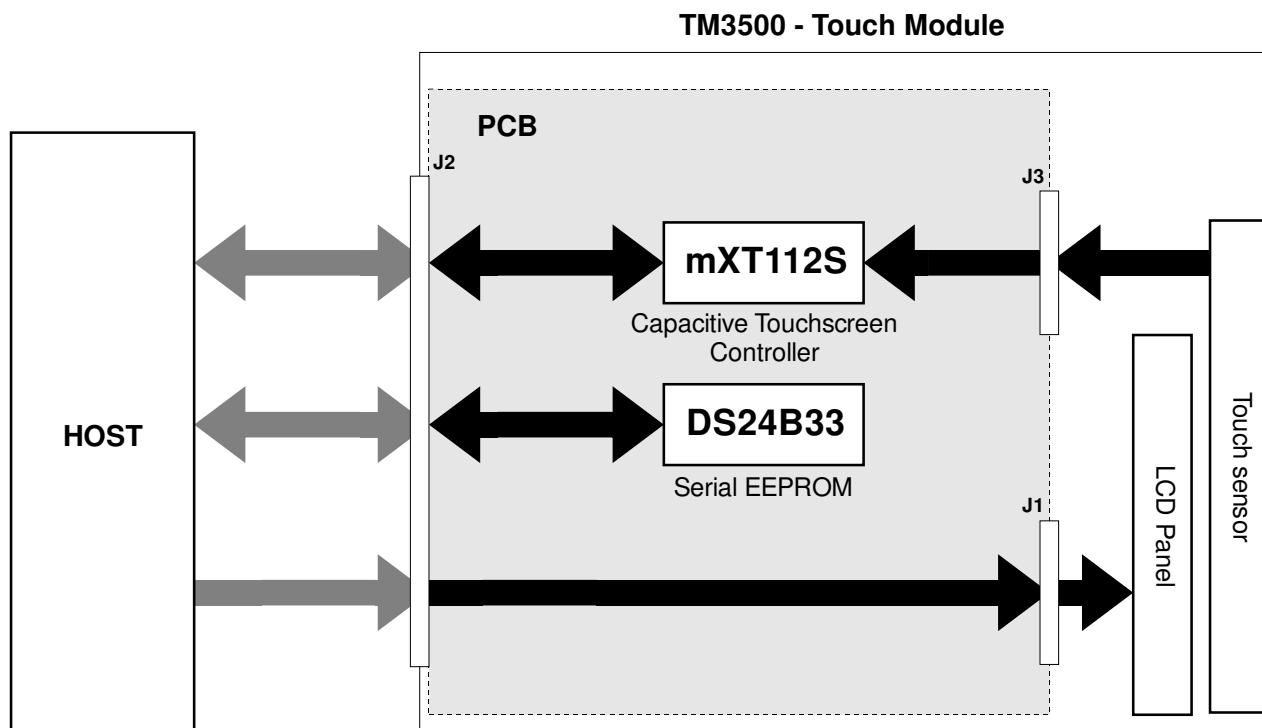 TM3500 - Touch Module
PCB
J2
J3
mXT112S
Capacitive Touchscreen
Controller
HOST
DS24B33
Serial EEPROM
J1
LCD Panel
Touch sensor